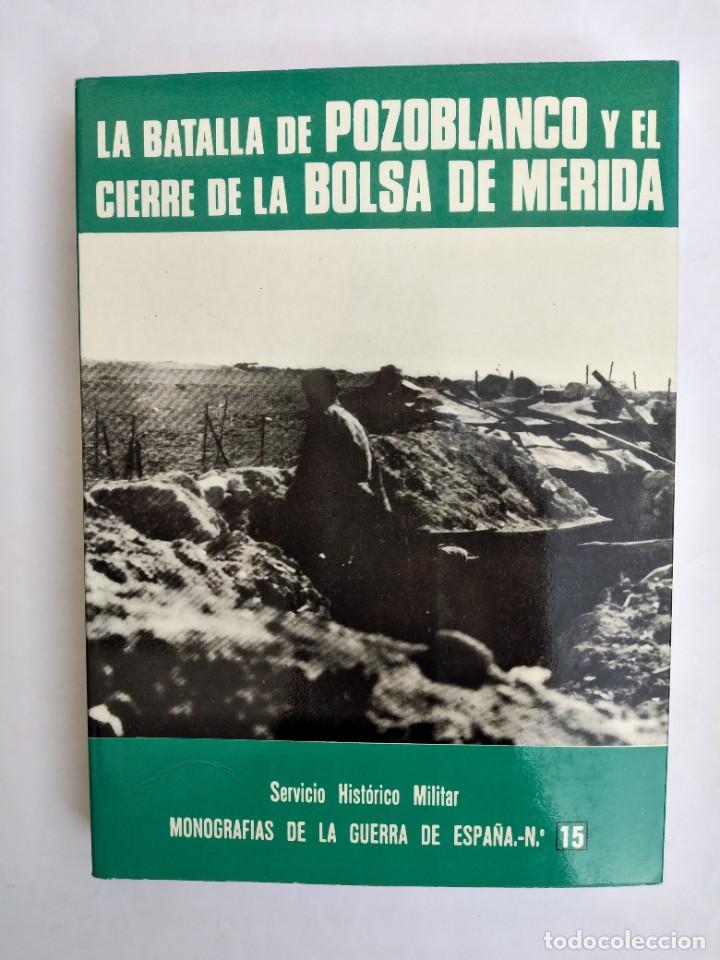 LA BATALLA DE POZOBLANCO Y EL
CIERRE DE LA BOLSA DE MERIDA
Servicio Histórico Militar
MONOGRAFIAS DE LA GUERRA DE ESPAÑA.-N.º 15
todocoleccion